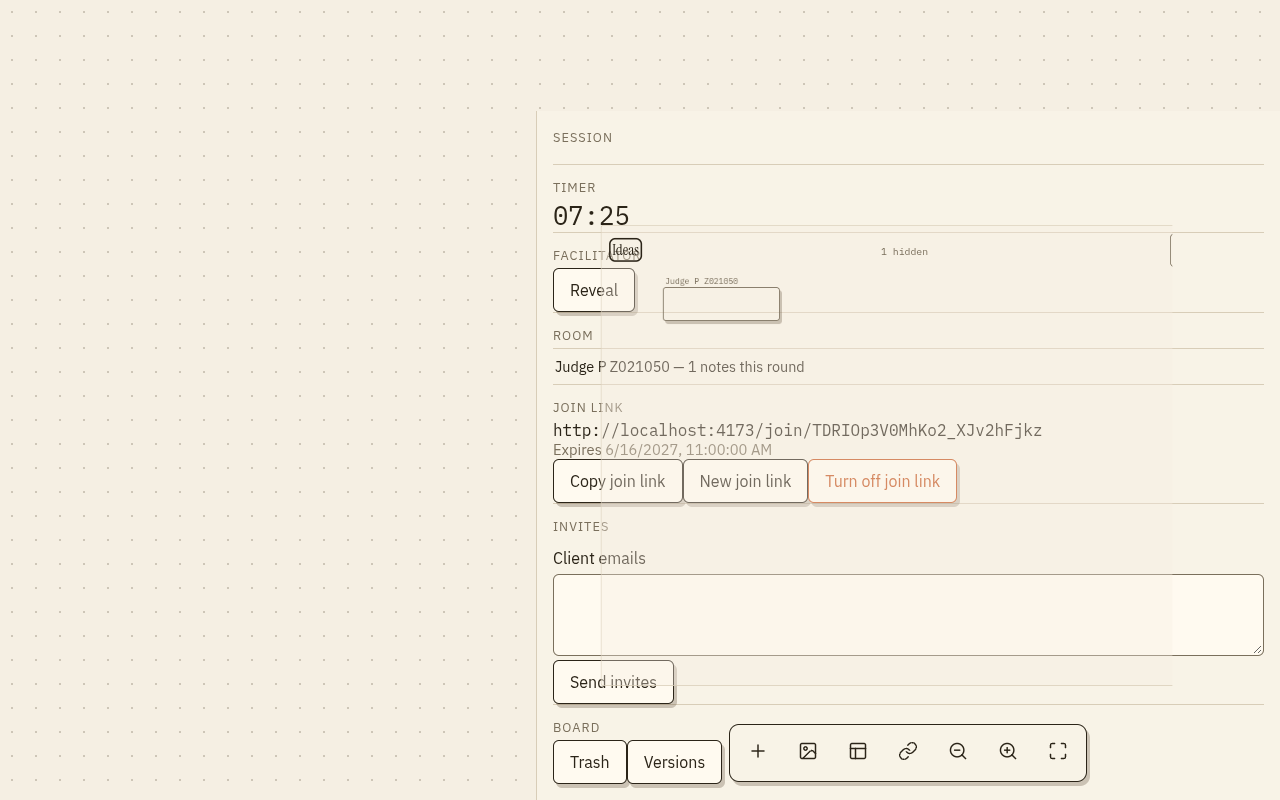 SESSION
TIMER
07:25
Ideas
1 hidden
FACILITATOR
Judge P Z021050
Reveal
ROOM
Judge P Z021050 — 1 notes this round
JOIN LINK
http://localhost:4173/join/TDRIOp3V0MhKo2_XJv2hFjkz
Expires 6/16/2027, 11:00:00 AM
Copy join link New join link Turn off join link
INVITES
Client emails
Send invites
BOARD
Trash Versions